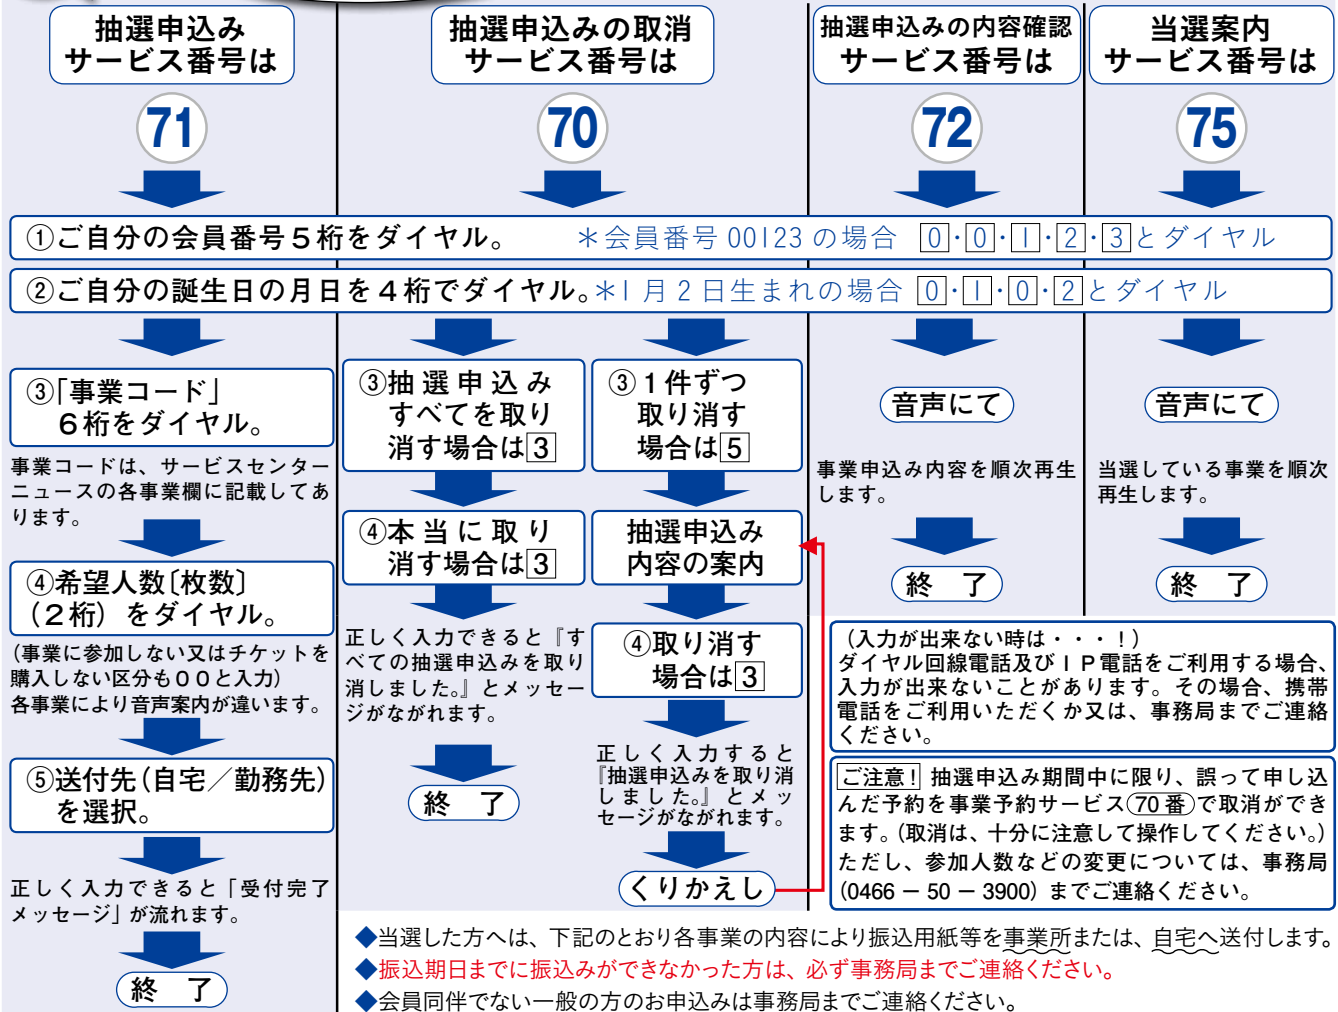 抽選申込み
サービス番号は
71
抽選申込みの取消
サービス番号は
70
抽選申込みの内容確認
サービス番号は
72
当選案内
サービス番号は
75
①ご自分の会員番号５桁をダイヤル。 ＊会員番号 00123 の場合 0・0・1・2・3とダイヤル
②ご自分の誕生日の月日を４桁でダイヤル。＊1 月 2 日生まれの場合 0・1・0・2とダイヤル
③「事業コード」
６桁をダイヤル。
事業コードは、サービスセンター
ニュースの各事業欄に記載してあ
ります。
④希望人数〔枚数〕
（２桁）をダイヤル。
（事業に参加しない又はチケットを
購入しない区分も００と入力）
各事業により音声案内が違います。
⑤送付先（自宅／勤務先）
を選択。
正しく入力できると「受付完了
メッセージ」が流れます。
終 了
③抽選申込み
すべてを取り
消す場合は3
④本当に取り
消す場合は3
正しく入力できると『す
べての抽選申込みを取り
消しました。』とメッセー
ジがながれます。
終 了
③１件ずつ
取り消す
場合は5
抽選申込み
内容の案内
④取り消す
場合は3
正しく入力すると
『抽選申込みを取り消
しました。』とメッ
セージがながれます。
くりかえし
音声にて
事業申込み内容を順次再生
します。
終 了
音声にて
当選している事業を順次
再生します。
終 了
（入力が出来ない時は・・・！）
ダイヤル回線電話及びＩＰ電話をご利用する場合、
入力が出来ないことがあります。その場合、携帯
電話をご利用いただくか又は、事務局までご連絡
ください。
ご注意！ 抽選申込み期間中に限り、誤って申し込
んだ予約を事業予約サービス70 番で取消ができ
ます。（取消は、十分に注意して操作してください。）
ただし、参加人数などの変更については、事務局
（0466 － 50 － 3900）までご連絡ください。
◆当選した方へは、下記のとおり各事業の内容により振込用紙等を事業所または、自宅へ送付します。
◆振込期日までに振込みができなかった方は、必ず事務局までご連絡ください。
◆会員同伴でない一般の方のお申込みは事務局までご連絡ください。